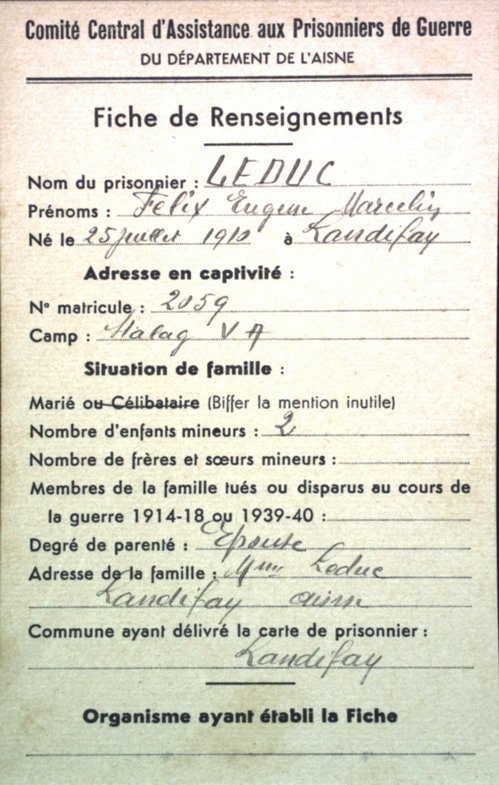 Comité Central d'Assistance aux Prisonniers de Guerre
DU DÉPARTEMENT DE L'AISNE
Fiche de Renseignements
Nom du prisonnier : LEDUC
Prénoms : Félix Eugene Marcelin
Né le 25 juillet 1910 à Landifay
Adresse en captivité :
N° matricule : 2059
Camp : Stalag V A
Situation de famille :
Marié ou Célibataire (Biffer la mention inutile)
Nombre d'enfants mineurs : 2
Nombre de frères et sœurs mineurs :
Membres de la famille tués ou disparus au cours de
la guerre 1914-18 ou 1939-40 :
Degré de parenté : Epouse
Adresse de la famille : Mme Leduc
Landifay aisne
Commune ayant délivré la carte de prisonnier :
Landifay
Organisme ayant établi la Fiche